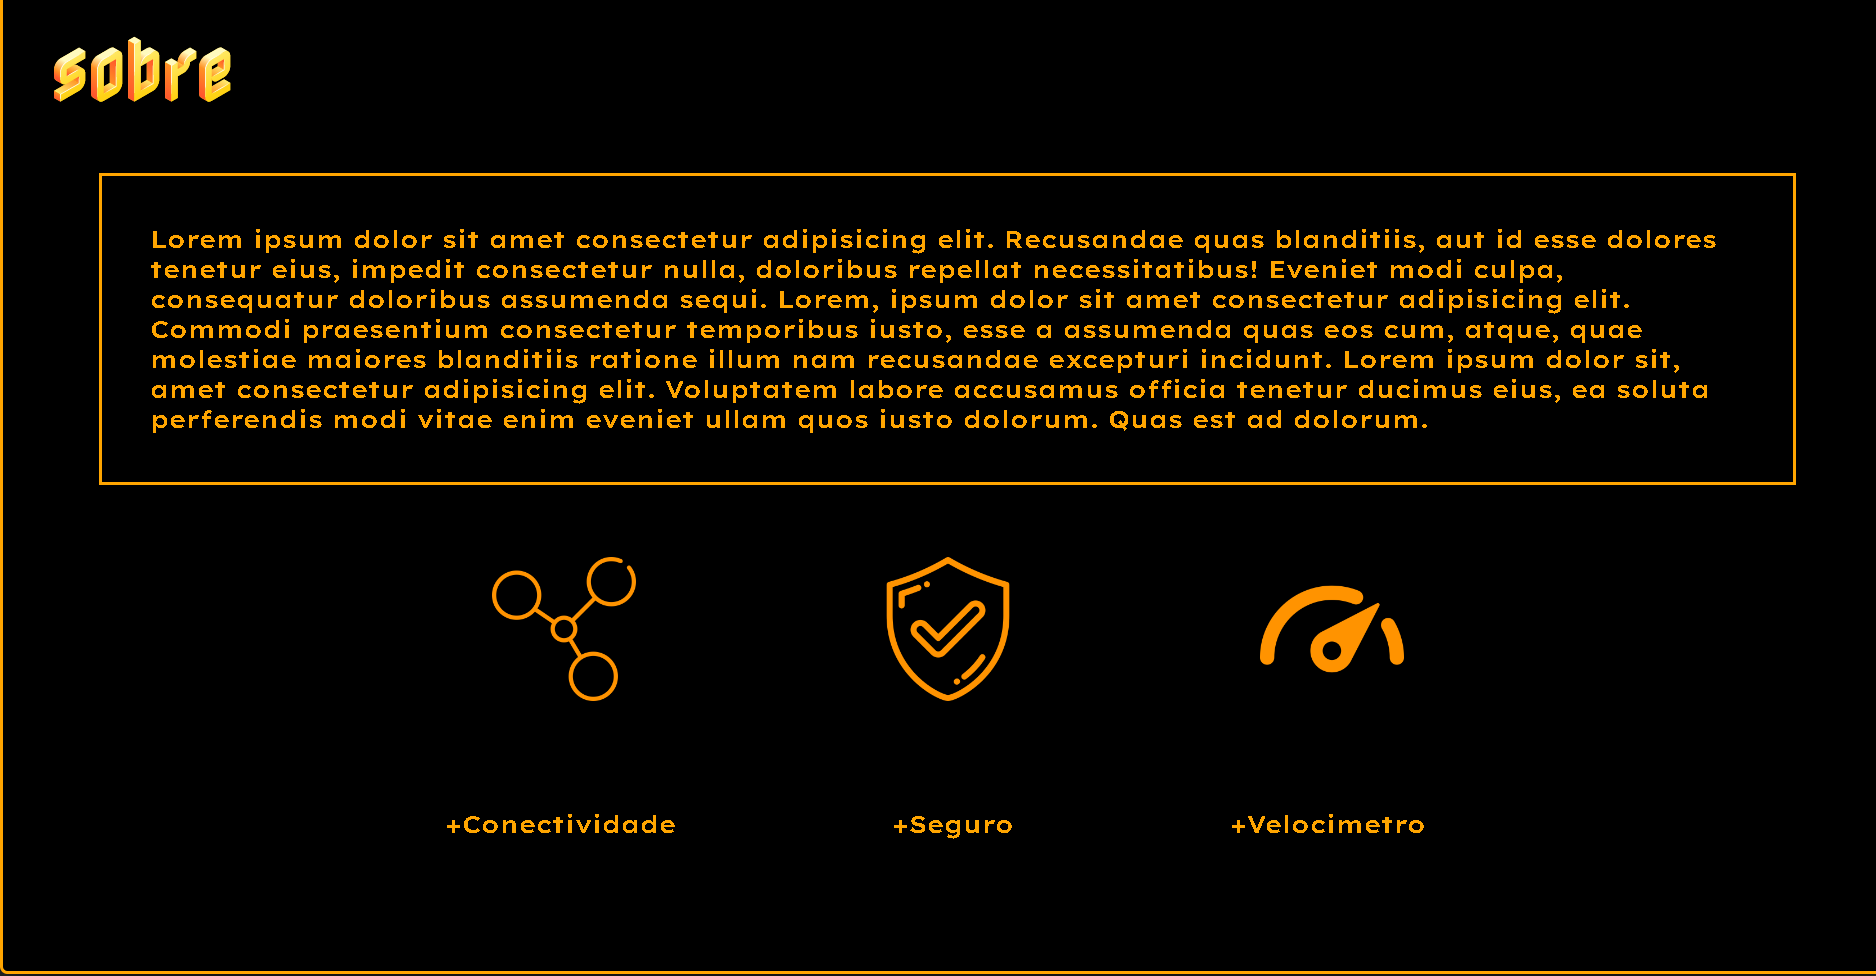 sobre
Lorem ipsum dolor sit amet consectetur adipisicing elit. Recusandae quas blanditiis, aut id esse dolores
tenetur eius, impedit consectetur nulla, doloribus repellat necessitatibus! Eveniet modi culpa,
consequatur doloribus assumenda sequi. Lorem, ipsum dolor sit amet consectetur adipisicing elit.
Commodi praesentium consectetur temporibus iusto, esse a assumenda quas eos cum, atque, quae
molestiae maiores blanditiis ratione illum nam recusandae excepturi incidunt. Lorem ipsum dolor sit,
amet consectetur adipisicing elit. Voluptatem labore accusamus officia tenetur ducimus eius, ea soluta
perferendis modi vitae enim eveniet ullam quos iusto dolorum. Quas est ad dolorum.
+Conectividade
+Seguro
+Velocimetro